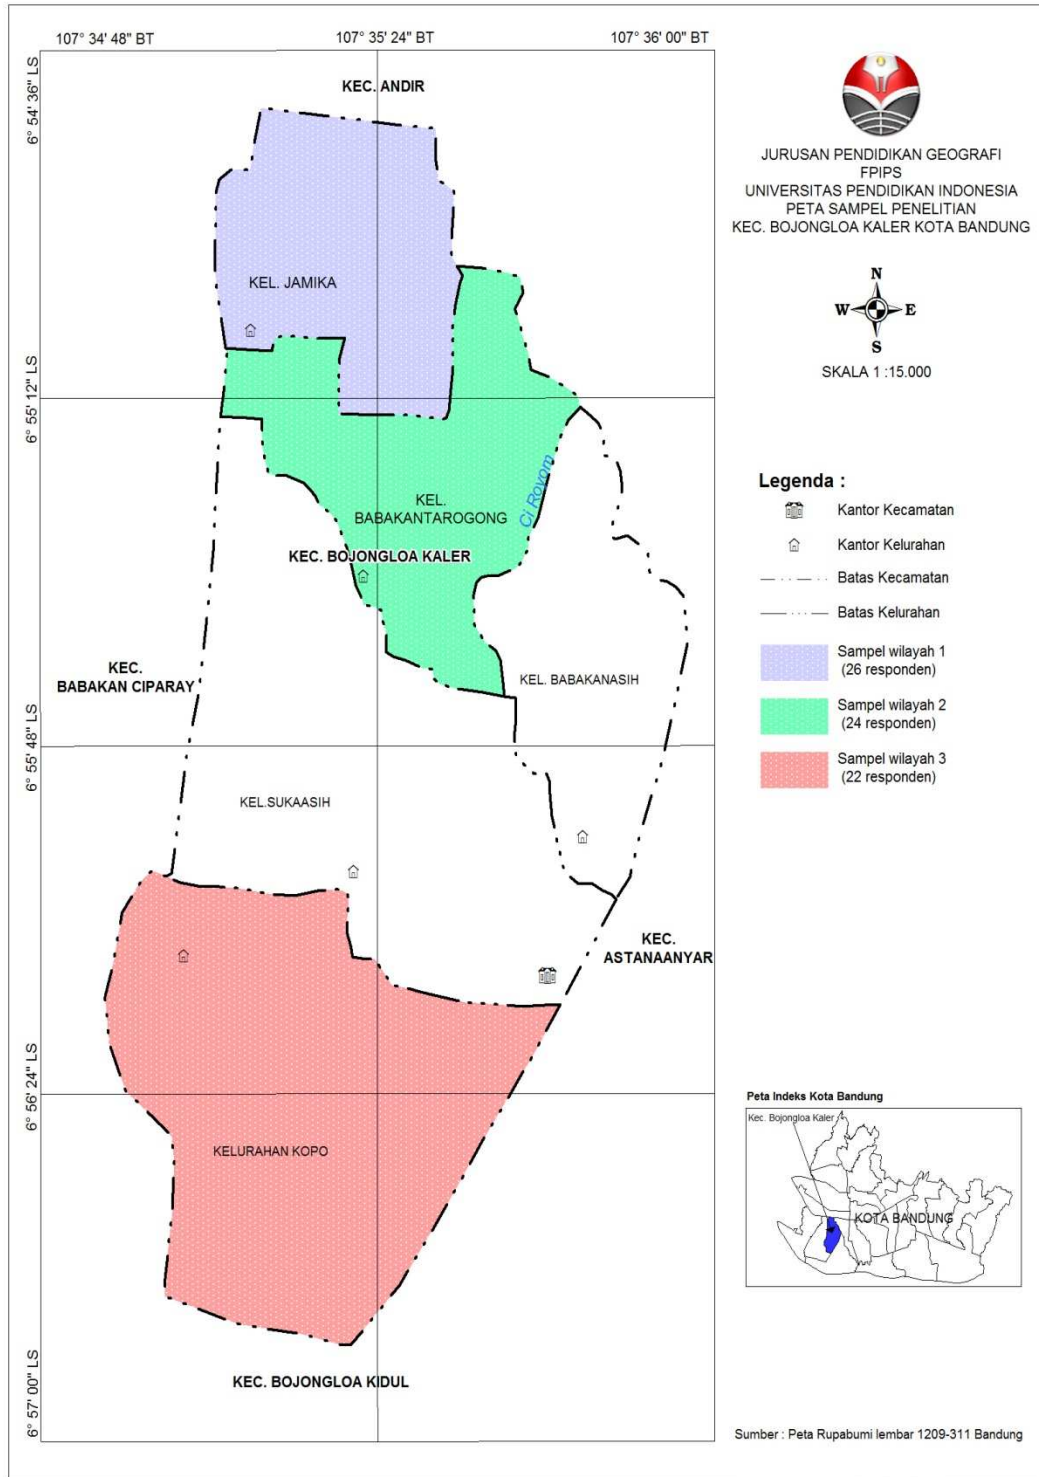 107° 34' 48" BT
107° 35' 24" BT
107° 36' 00" BT
6° 54' 36" LS
6° 55' 12" LS
6° 55' 48" LS
6° 56' 24" LS
6° 57' 00" LS
KEC. ANDIR
KEL. JAMIKA
KEL.
BABAKANTAROGONG
Ci Royom
KEC. BOJONGLOA KALER
KEC.
BABAKAN CIPARAY
KEL. BABAKANASIH
KEL.SUKAASIH
KEC.
ASTANAANYAR
KELURAHAN KOPO
KEC. BOJONGLOA KIDUL
JURUSAN PENDIDIKAN GEOGRAFI
FPIPS
UNIVERSITAS PENDIDIKAN INDONESIA
PETA SAMPEL PENELITIAN
KEC. BOJONGLOA KALER KOTA BANDUNG
N
W E
S
SKALA 1 :15.000
Legenda :
Kantor Kecamatan
Kantor Kelurahan
Batas Kecamatan
Batas Kelurahan
Sampel wilayah 1
(26 responden)
Sampel wilayah 2
(24 responden)
Sampel wilayah 3
(22 responden)
Peta Indeks Kota Bandung
Kec. Bojongloa Kaler
KOTA BANDUNG
Sumber : Peta Rupabumi lembar 1209-311 Bandung